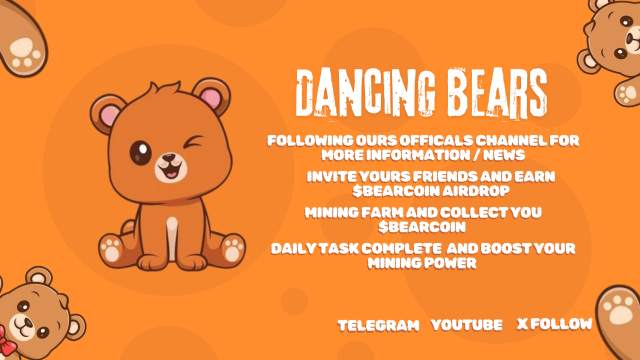 DANCING BEARS
FOLLOWING OURS OFFICALS CHANNEL FOR
MORE INFORMATION / NEWS
INVITE YOURS FRIENDS AND EARN
$BEARCOIN AIRDROP
MINING FARM AND COLLECT YOU
$BEARCOIN
DAILY TASK COMPLETE AND BOOST YOUR
MINING POWER
TELEGRAM YOUTUBE X FOLLOW